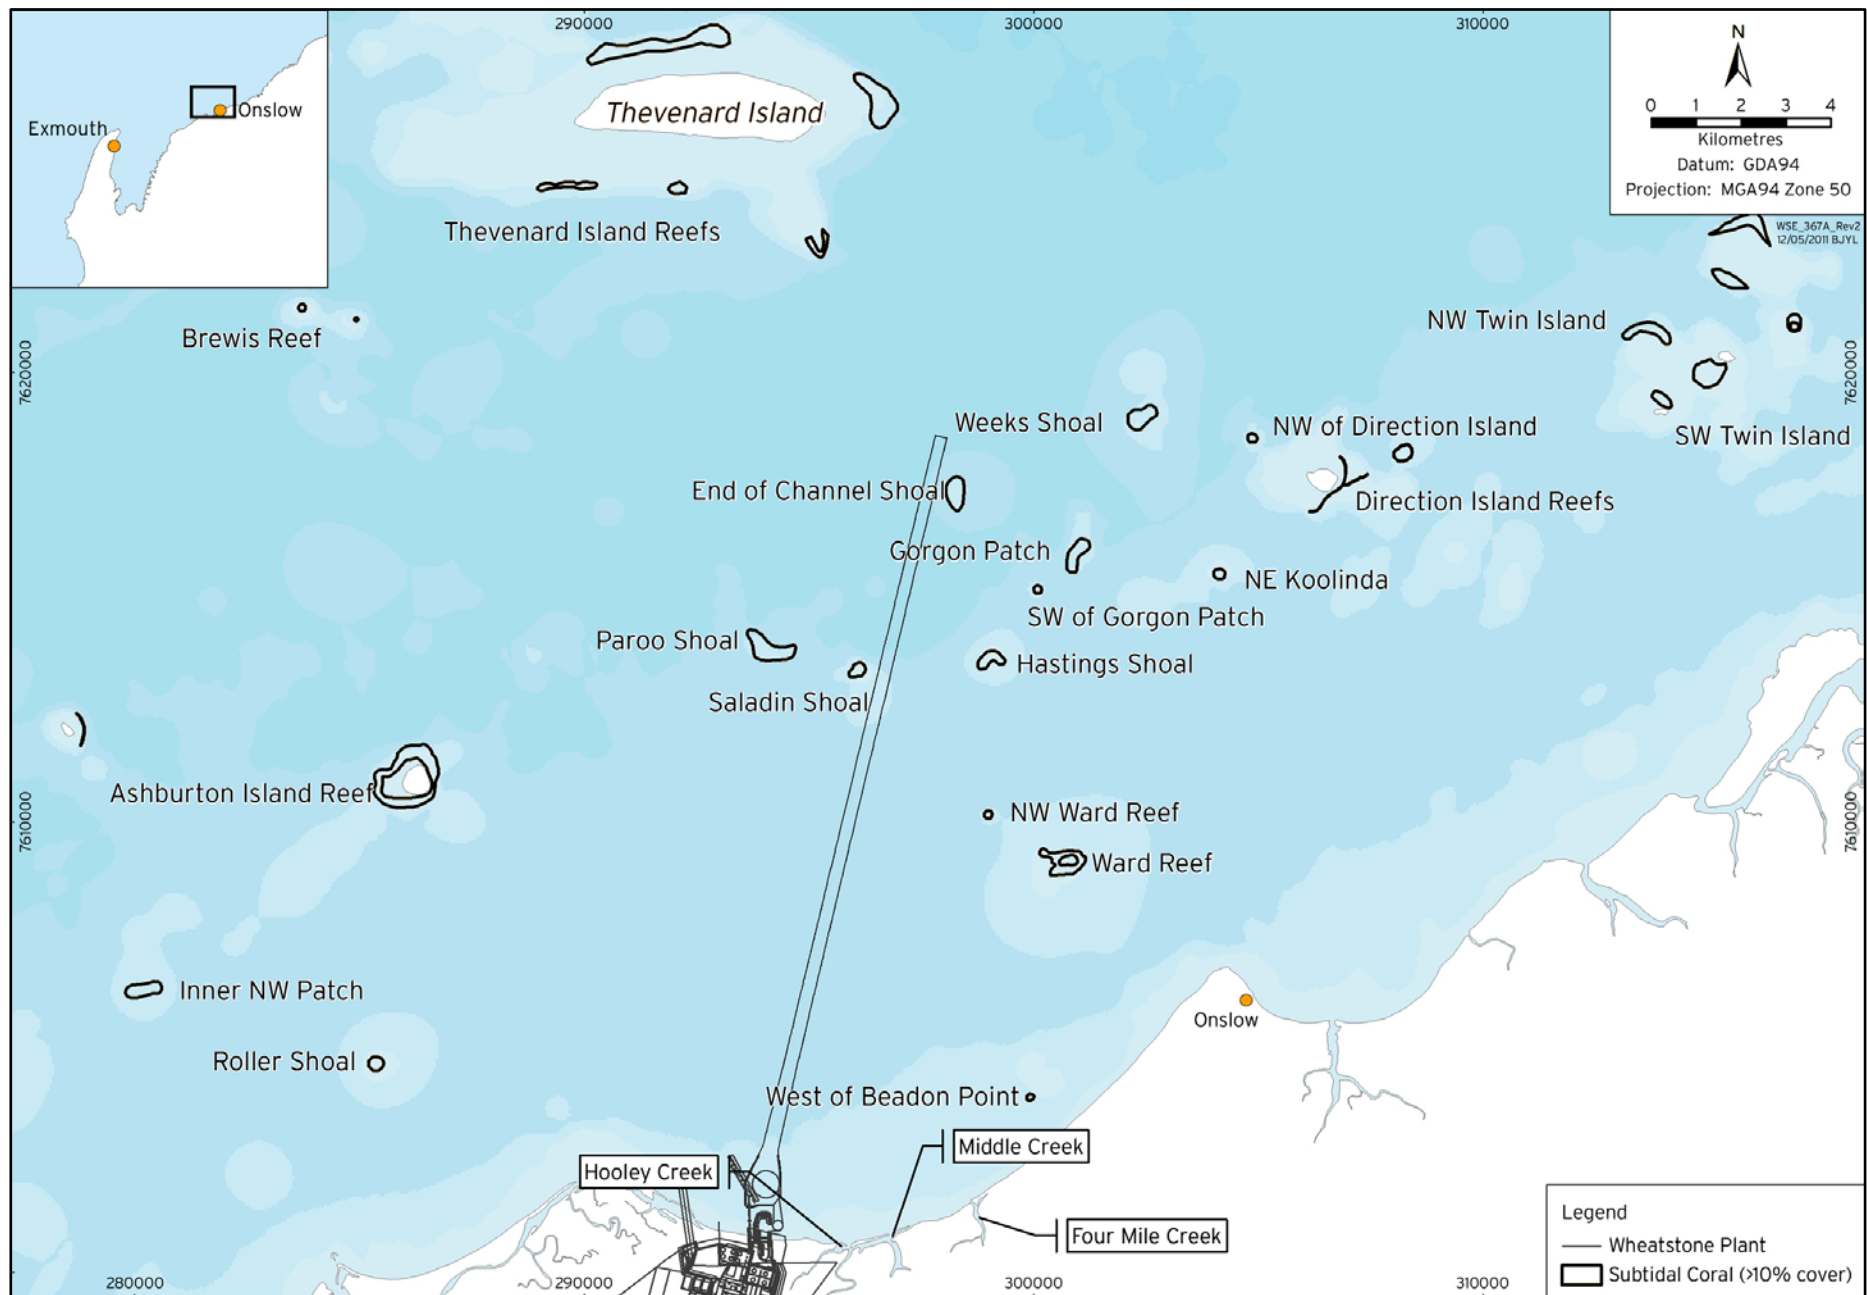 290000
300000
310000
N
0 1 2 3 4
Kilometres
Datum: GDA94
Projection: MGA94 Zone 50
WSE_367A_Rev2
12/05/2011 BJYL
Onslow
Exmouth
Thevenard Island
Thevenard Island Reefs
Brewis Reef
NW Twin Island
7620000
7620000
Weeks Shoal
NW of Direction Island
SW Twin Island
End of Channel Shoal
Direction Island Reefs
Gorgon Patch
NE Koolinda
SW of Gorgon Patch
Paroo Shoal
Hastings Shoal
Saladin Shoal
Ashburton Island Reef
7610000
7610000
NW Ward Reef
Ward Reef
Inner NW Patch
Onslow
Roller Shoal
West of Beadon Point
Middle Creek
Hooley Creek
Four Mile Creek
Legend
Wheatstone Plant
Subtidal Coral (>10% cover)
280000
290000
300000
310000